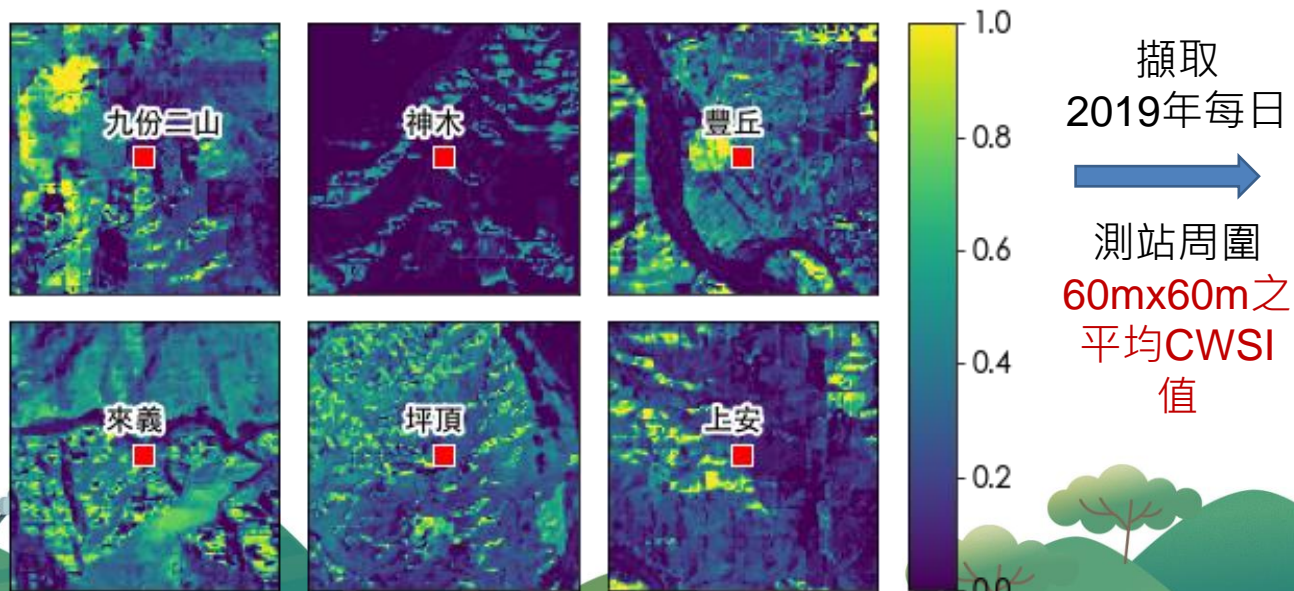 九份二山
神木
豐丘
來義
坪頂
上安
1.0
0.8
0.6
0.4
0.2
0.0
擷取
2019年每日
測站周圍
60mx60m之
平均CWSI
值